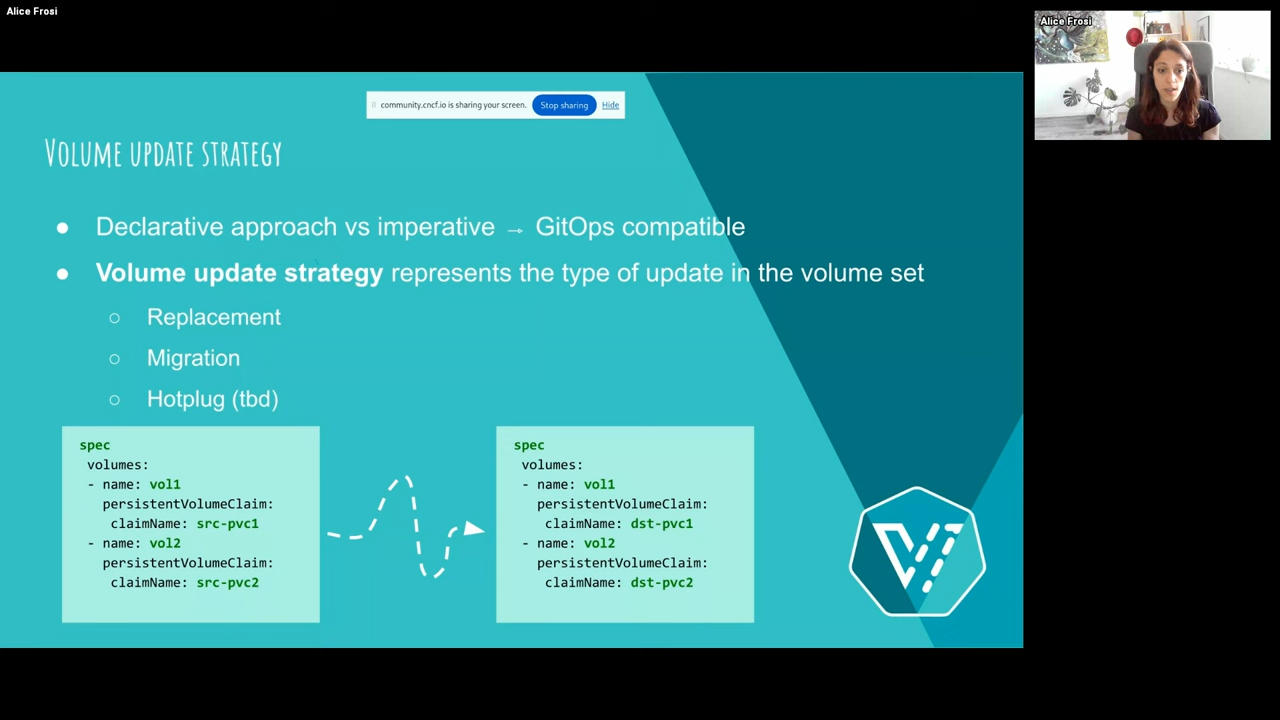 Alice Frosi
Alice Frosi
community.cncf.io is sharing your screen. Stop sharing Hide
Volume update strategy
● Declarative approach vs imperative → GitOps compatible
● Volume update strategy represents the type of update in the volume set
○ Replacement
○ Migration
○ Hotplug (tbd)
spec
volumes:
- name: vol1
persistentVolumeClaim:
claimName: src-pvc1
- name: vol2
persistentVolumeClaim:
claimName: src-pvc2
spec
volumes:
- name: vol1
persistentVolumeClaim:
claimName: dst-pvc1
- name: vol2
persistentVolumeClaim:
claimName: dst-pvc2